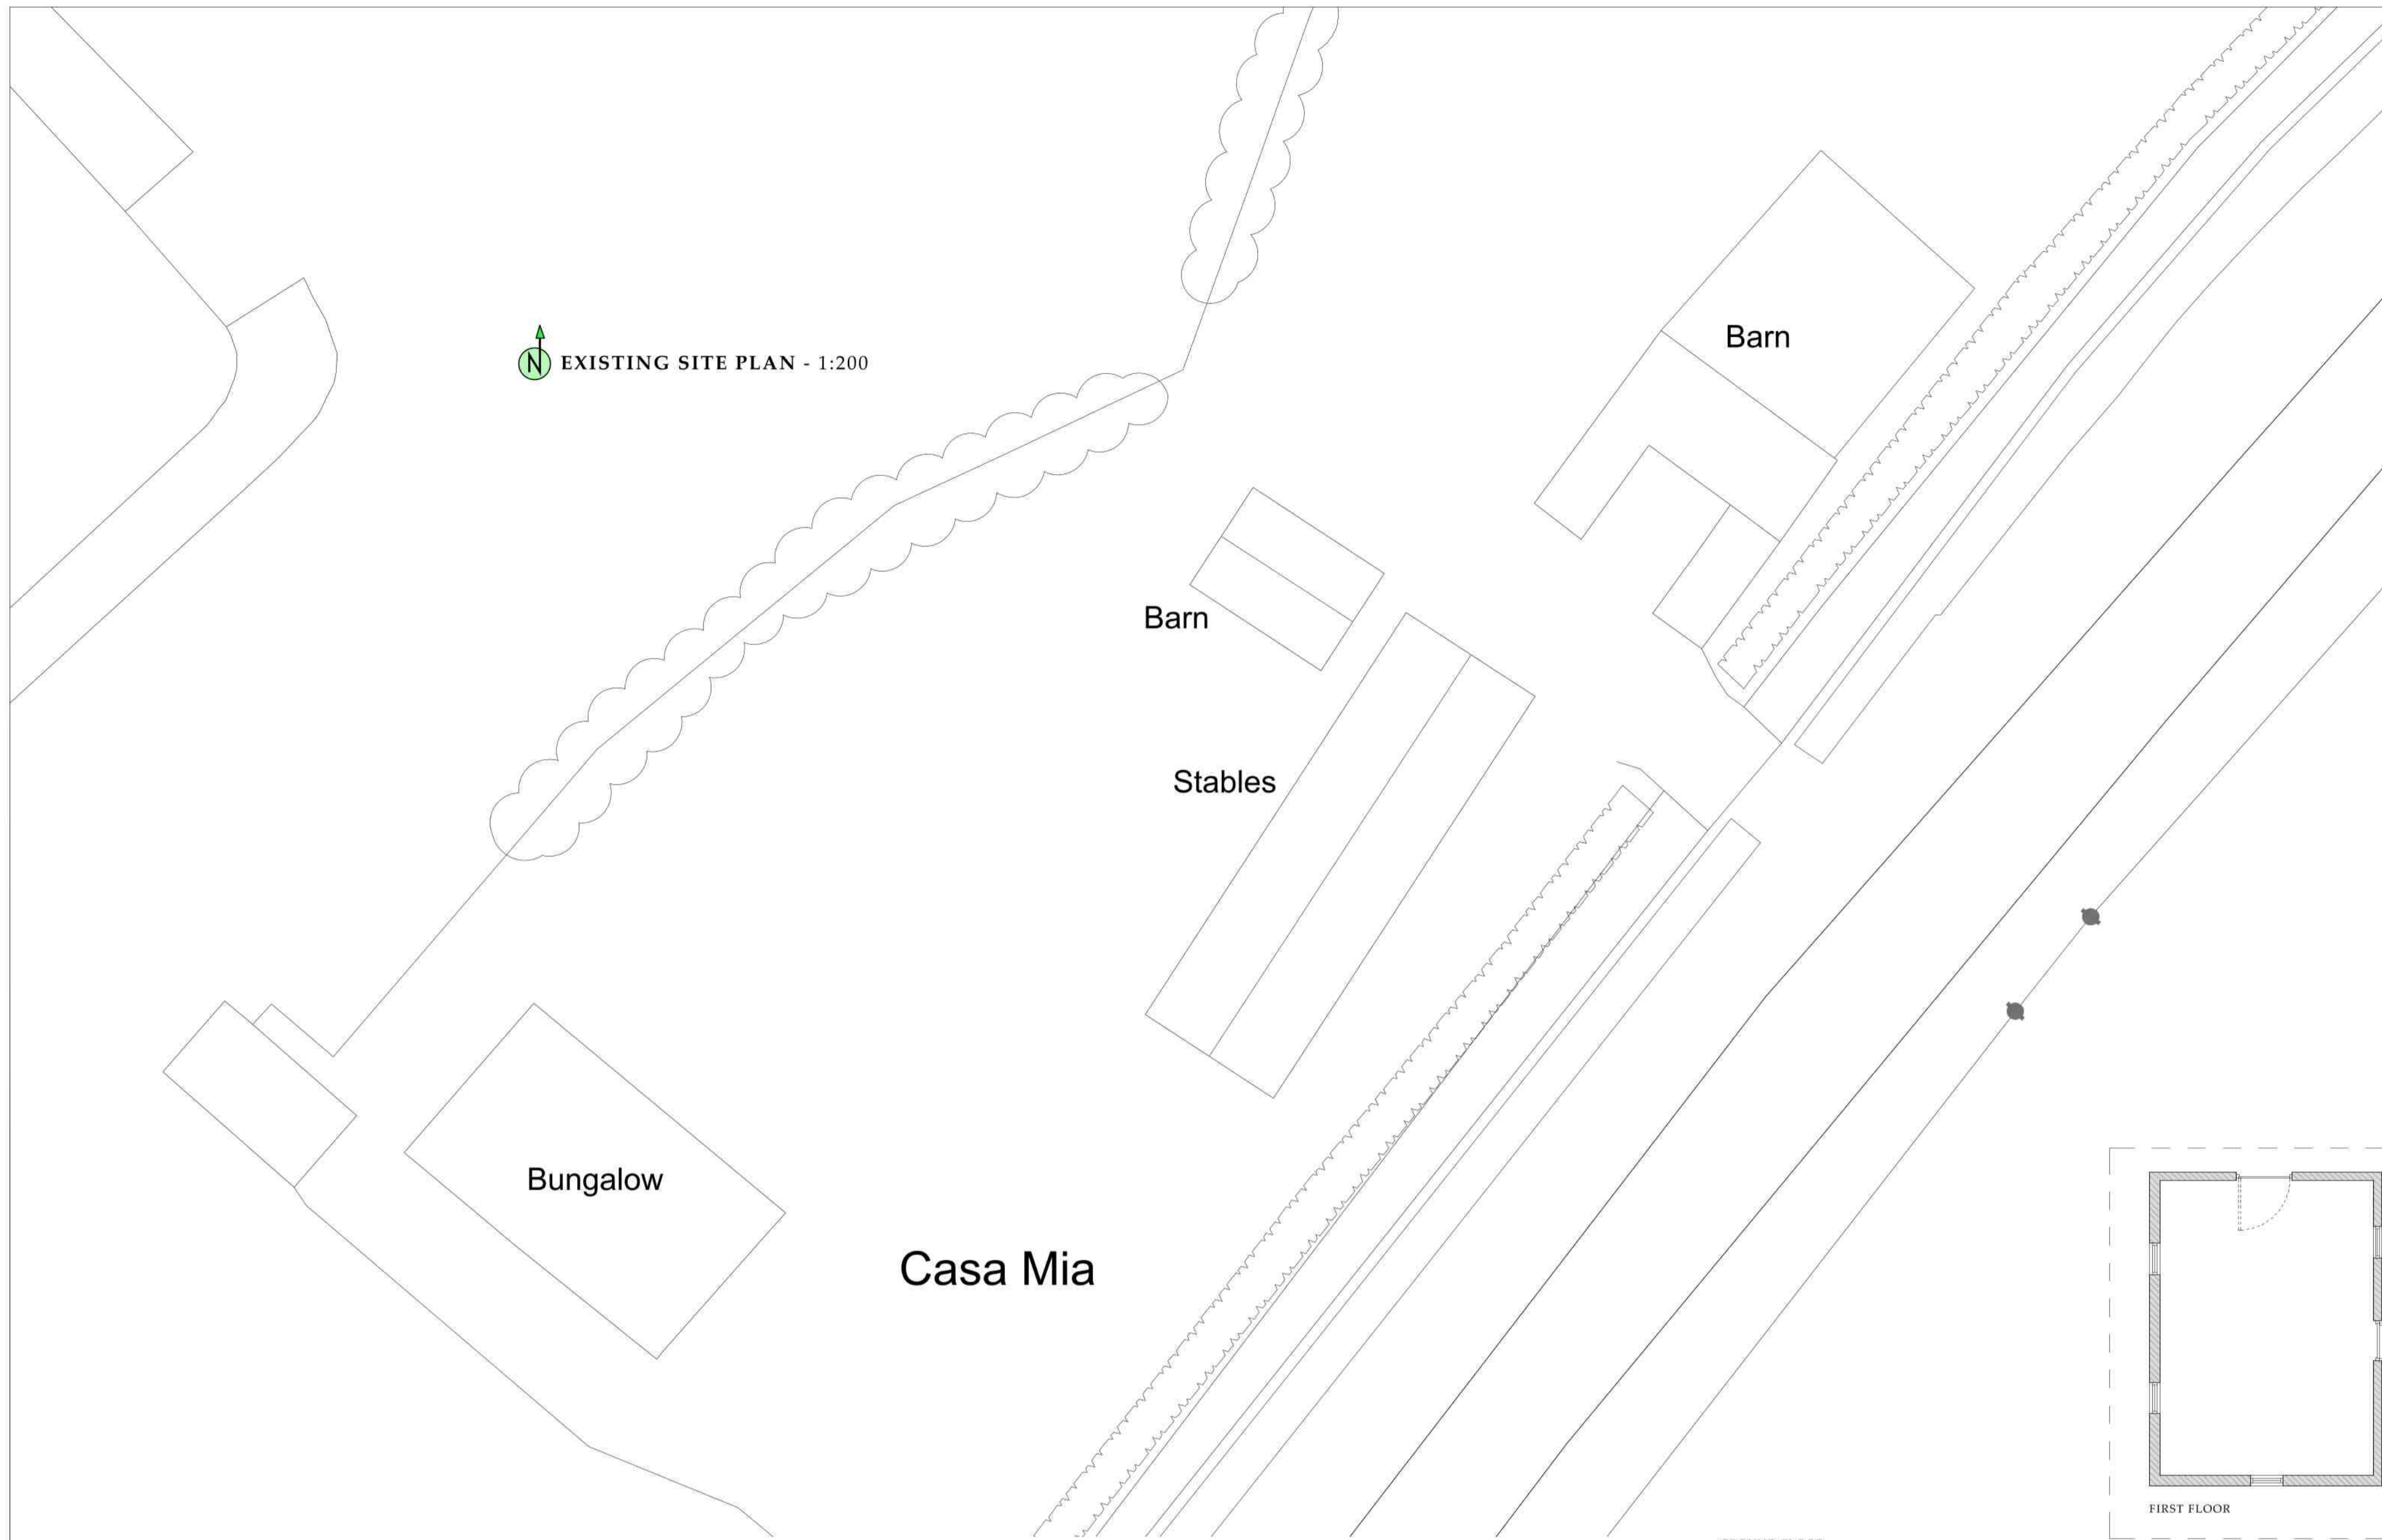 N
EXISTING SITE PLAN - 1:200
Barn
Barn
Stables
Bungalow
Casa Mia
FIRST FLOOR